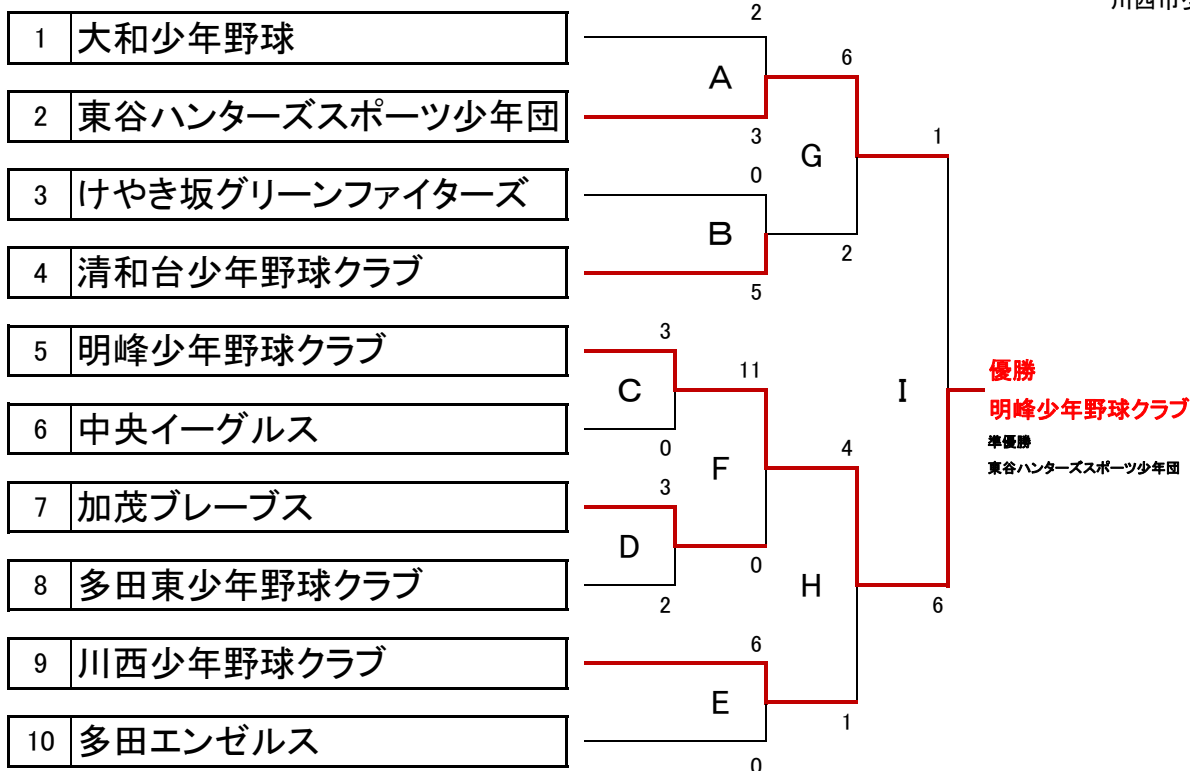 川西市
2
1 大和少年野球
6
A
2 東谷ハンターズスポーツ少年団
3
1
G
0
3 けやき坂グリーンファイターズ
B
2
4 清和台少年野球クラブ
5
3
5 明峰少年野球クラブ
11
優勝
C
I
明峰少年野球クラブ
6 中央イーグルス
0
4
準優勝
F
東谷ハンターズスポーツ少年団
3
7 加茂ブレーブス
D
0
H
8 多田東少年野球クラブ
2
6
6
9 川西少年野球クラブ
E
1
10 多田エンゼルス
0